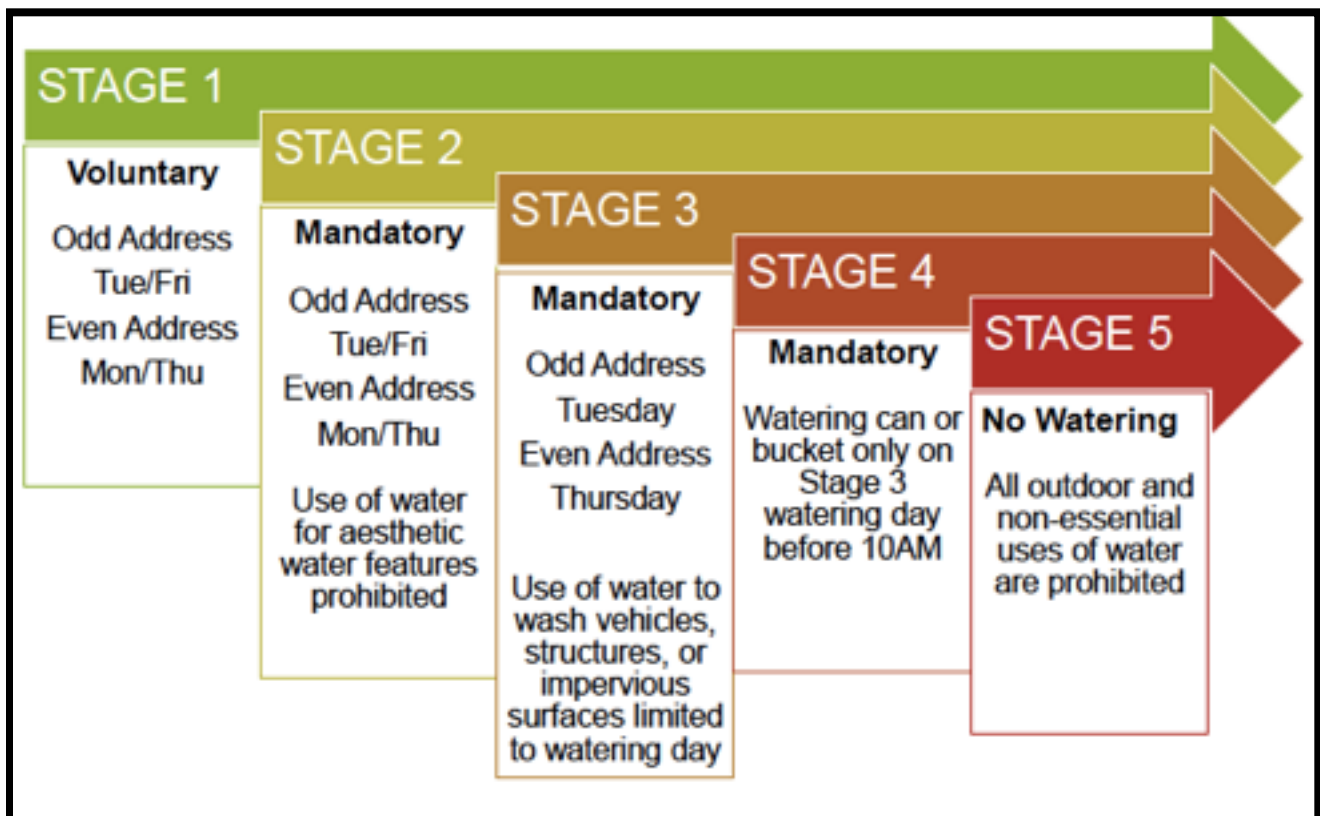 STAGE 1
Voluntary
Odd Address
Tue/Fri
Even Address
Mon/Thu
STAGE 2
Mandatory
Odd Address
Tue/Fri
Even Address
Mon/Thu
Use of water
for aesthetic
water features
prohibited
STAGE 3
Mandatory
Odd Address
Tuesday
Even Address
Thursday
Use of water to
wash vehicles,
structures, or
impervious
surfaces limited
to watering day
STAGE 4
Mandatory
Watering can or
bucket only on
Stage 3
watering day
before 10AM
STAGE 5
No Watering
All outdoor and
non-essential
uses of water
are prohibited